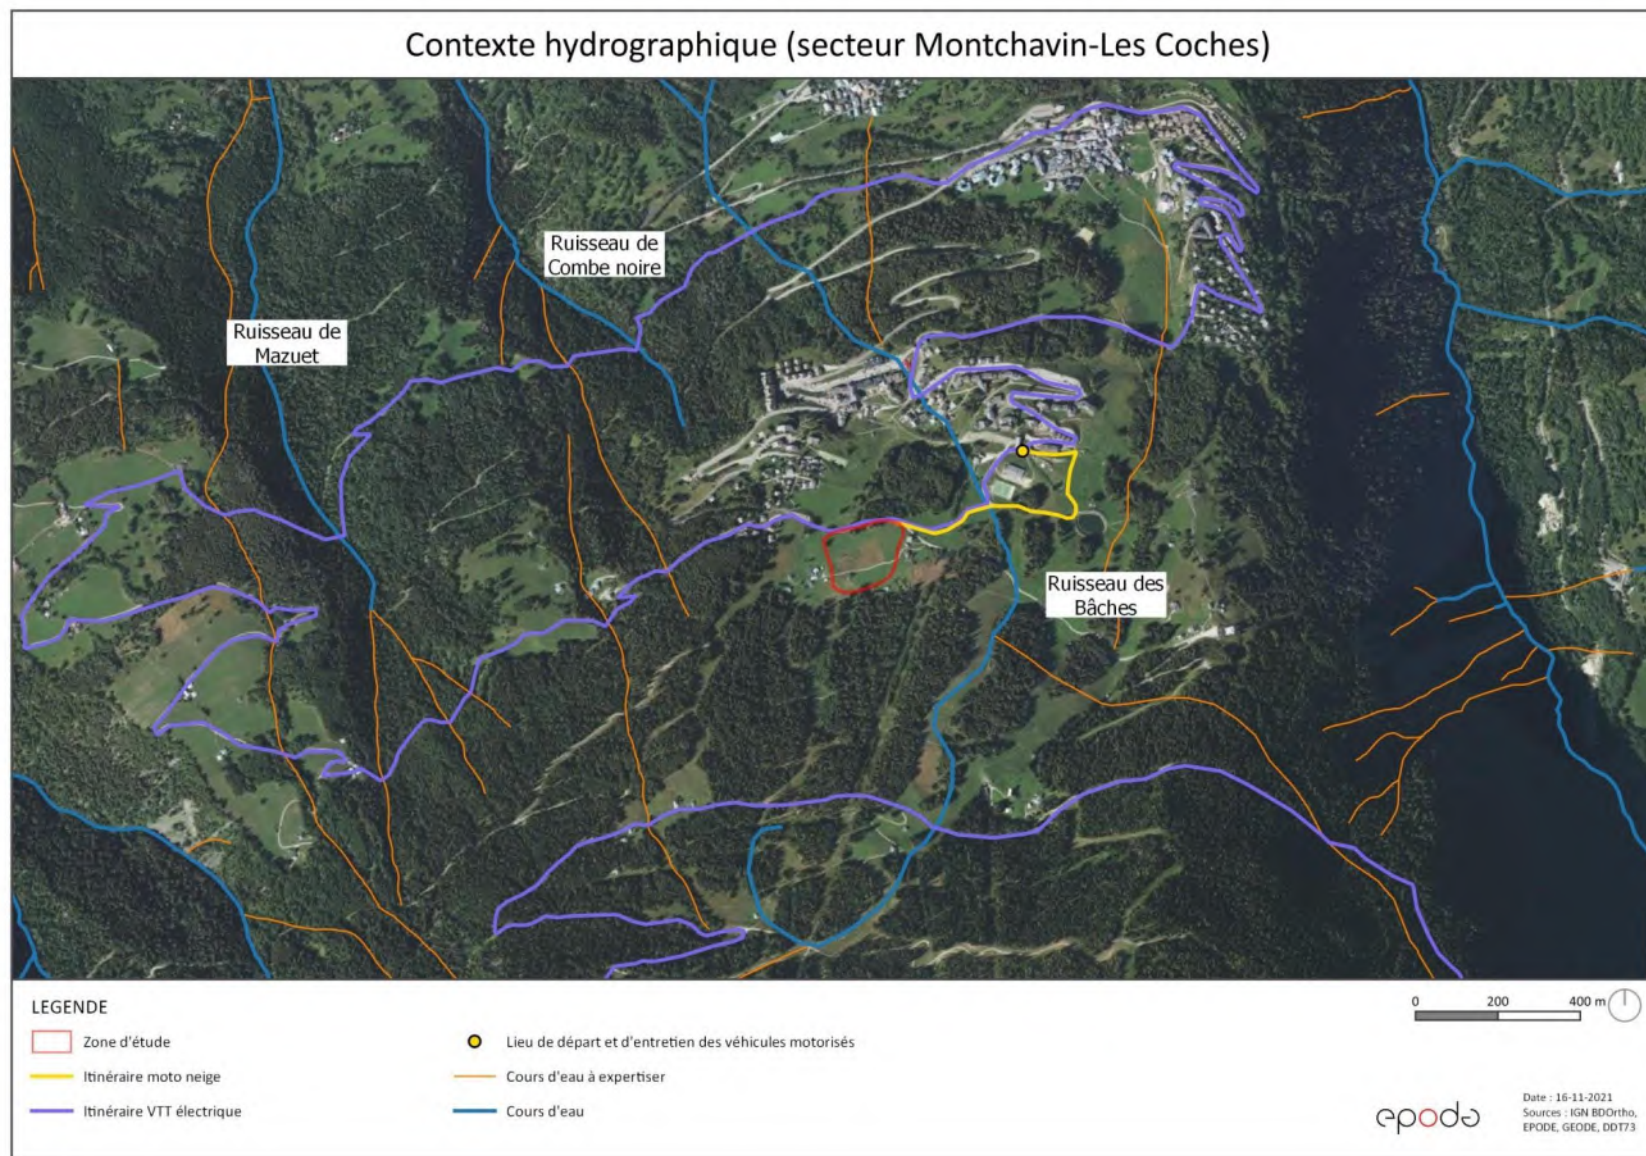 Contexte hydrographique (secteur Montchavin-Les Coches)
Ruisseau de
Combe noire
Ruisseau de
Mazuet
Ruisseau des
Bâches
LEGENDE
Zone d'étude
Itinéraire moto neige
Itinéraire VTT électrique
Lieu de départ et d'entretien des véhicules motorisés
Cours d'eau à expertiser
Cours d'eau
0 200 400 m
epode
Date : 16-11-2021
Sources : IGN BDOrtho,
EPODE, GEODE, DDT73